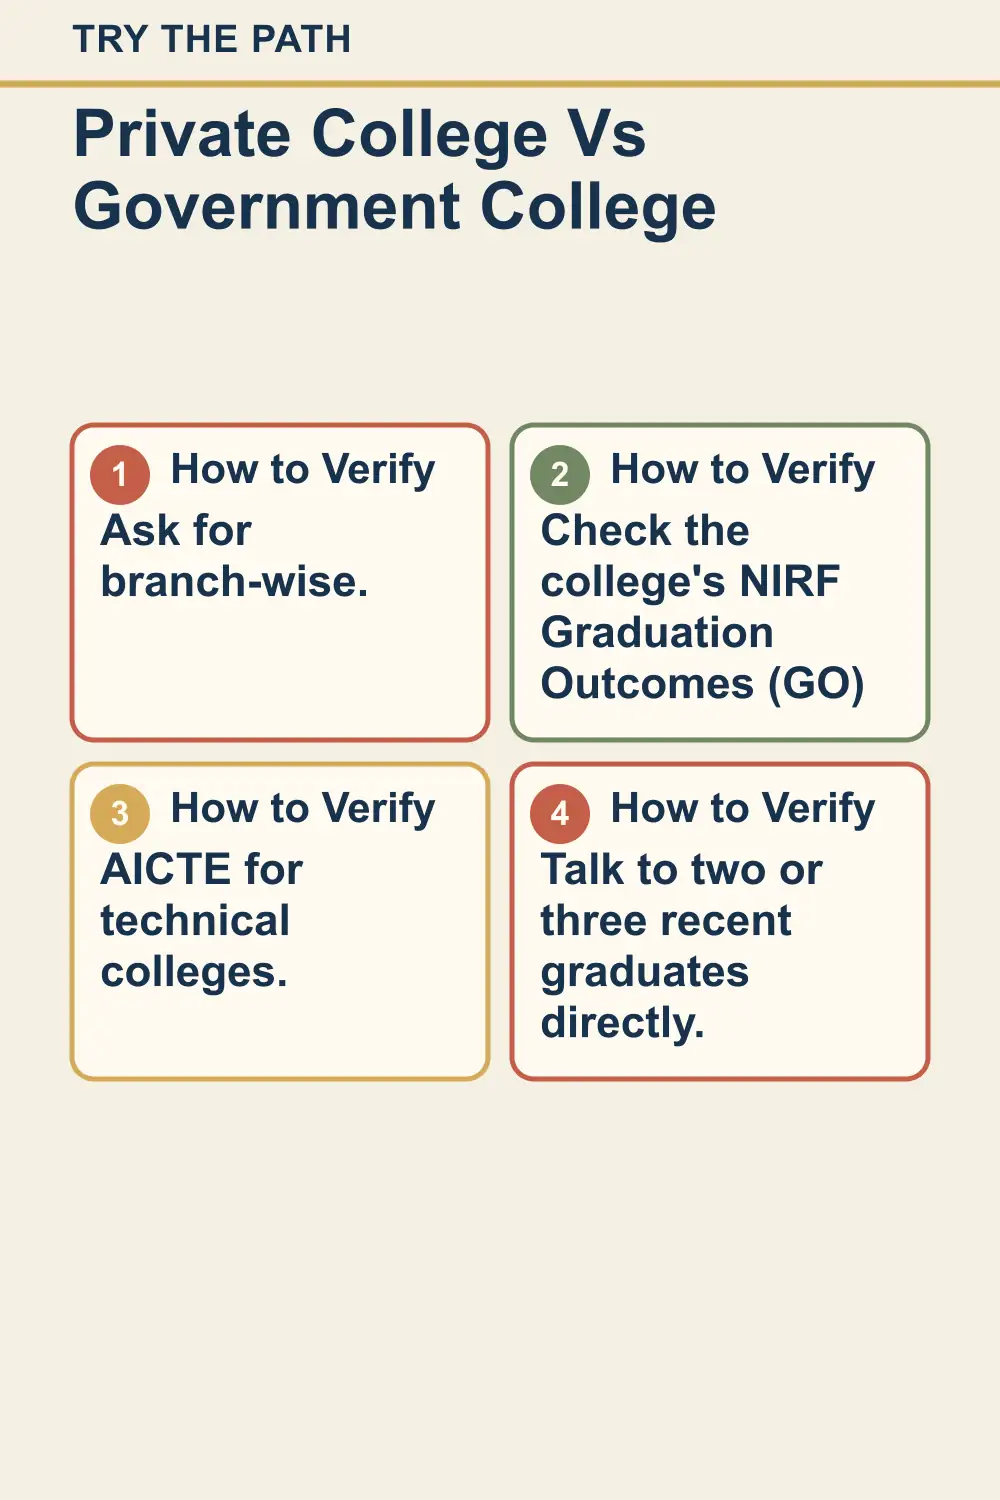 TRY THE PATH
Private College Vs
Government College
1 How to Verify
Ask for
branch-wise.
2 How to Verify
Check the
college's NIRF
Graduation
Outcomes (GO)
3 How to Verify
AICTE for
technical
colleges.
4 How to Verify
Talk to two or
three recent
graduates
directly.